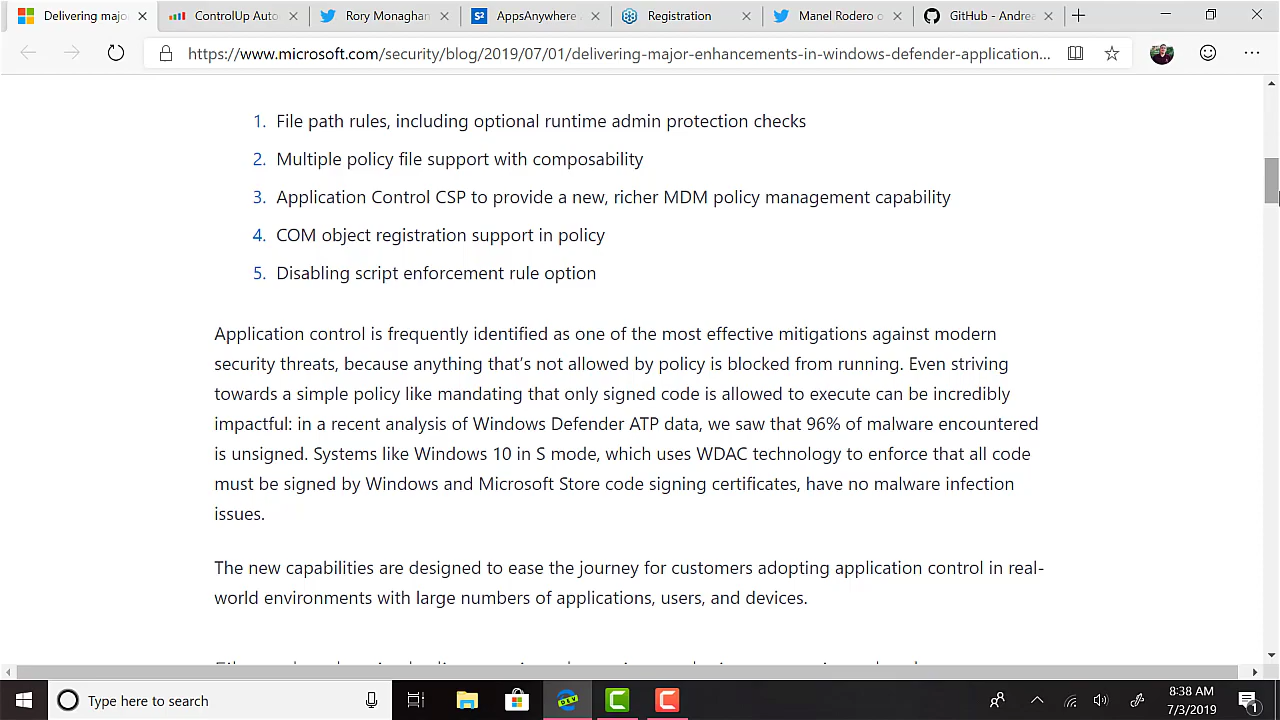 Delivering majo
ControlUp Auto
Rory Monaghan
AppsAnywhere
Registration
Manel Rodero
GitHub - Andre
https://www.microsoft.com/security/blog/2019/07/01/delivering-major-enhancements-in-windows-defender-application...
1. File path rules, including optional runtime admin protection checks
2. Multiple policy file support with composability
3. Application Control CSP to provide a new, richer MDM policy management capability
4. COM object registration support in policy
5. Disabling script enforcement rule option
Application control is frequently identified as one of the most effective mitigations against modern
security threats, because anything that’s not allowed by policy is blocked from running. Even striving
towards a simple policy like mandating that only signed code is allowed to execute can be incredibly
impactful: in a recent analysis of Windows Defender ATP data, we saw that 96% of malware encountered
is unsigned. Systems like Windows 10 in S mode, which uses WDAC technology to enforce that all code
must be signed by Windows and Microsoft Store code signing certificates, have no malware infection
issues.
The new capabilities are designed to ease the journey for customers adopting application control in real-
world environments with large numbers of applications, users, and devices.
Type here to search
DEV
8:38 AM
7/3/2019
1